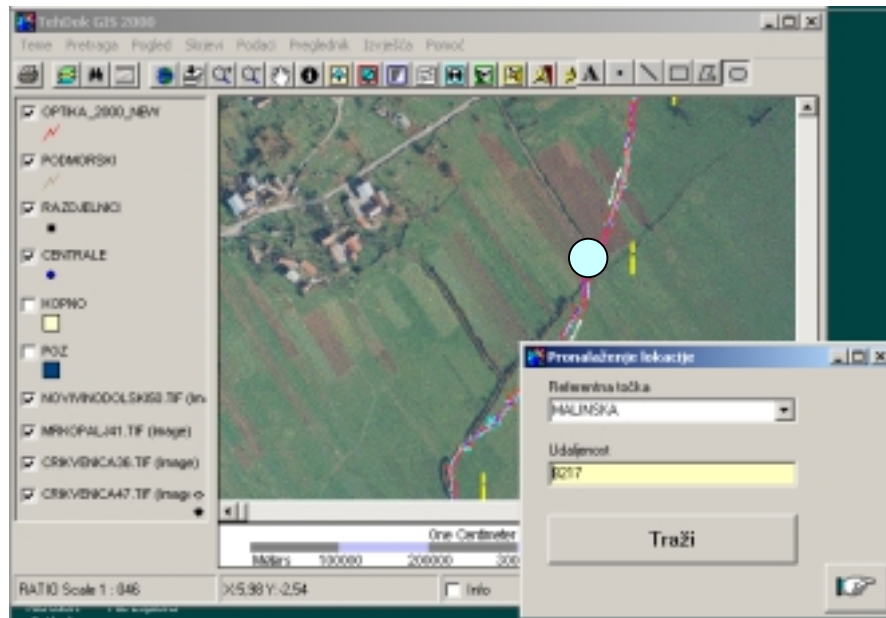 TehDok GIS 2000
Teme Pretraga Pogled Slojevi Podaci Preglednik Izvješća Pomoć
OPTIKA_2000_NEW
PODMORSKI
RAZDJELNICI
CENTRALE
KOPNO
POZ
NOVIVINODOLSKI50.TIF (Im
MRKOPALJ41.TIF (Image)
CRIKVENICA36.TIF (Image)
CRIKVENICA47.TIF (Image
One Centimeter
Meters 100000 200000 300
RATIO Scale 1 : 846
X:5,98 Y:-2,54
Info
Pronalaženje lokacije
Referentna točka
MALINSKA
Udaljenost
8217
Traži